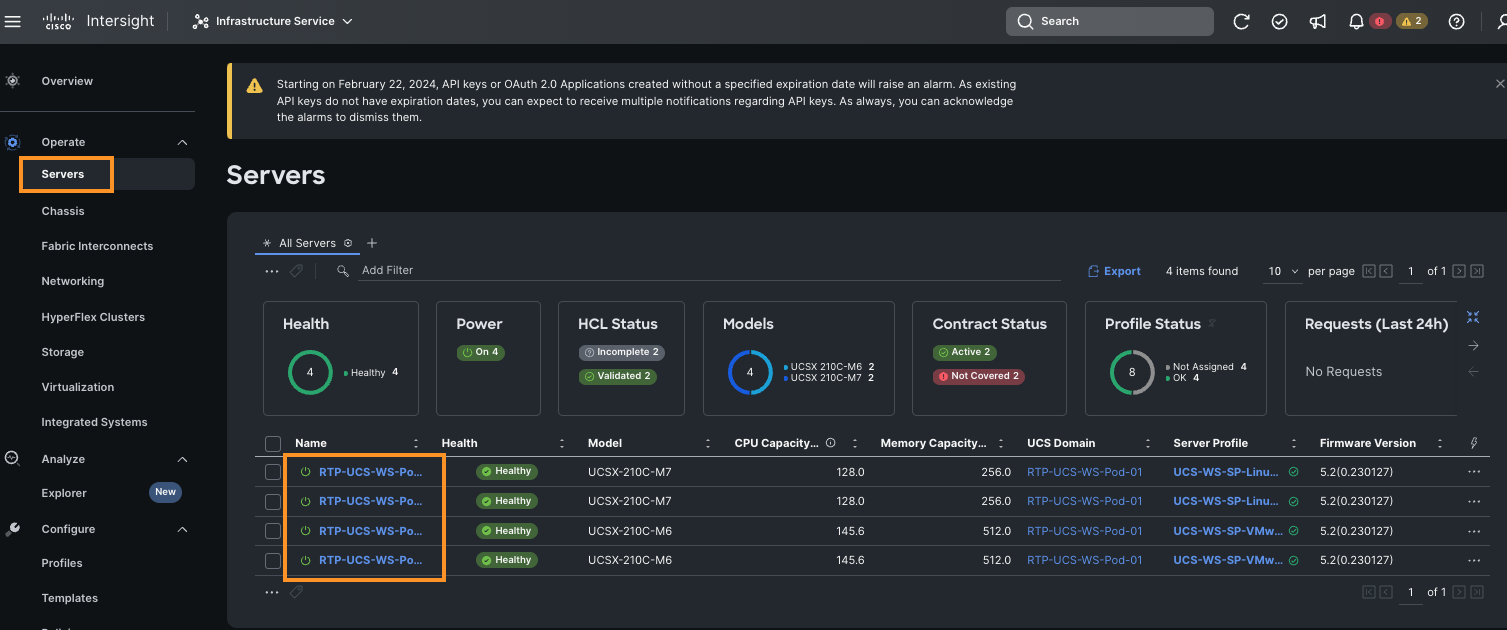 CISCO Intersight Infrastructure Service Search 2
Overview
Operate
Servers
Chassis
Fabric Interconnects
Networking
HyperFlex Clusters
Storage
Virtualization
Integrated Systems
Analyze
Explorer New
Configure
Profiles
Templates
Starting on February 22, 2024, API keys or OAuth 2.0 Applications created without a specified expiration date will raise an alarm. As existing
API keys do not have expiration dates, you can expect to receive multiple notifications regarding API keys. As always, you can acknowledge
the alarms to dismiss them.
Servers
All Servers
Add Filter Export 4 items found 10 per page 1 of 1
Health
4 Healthy 4
Power
On 4
HCL Status
Incomplete 2
Validated 2
Models
4 UCSX 210C-M6 2
UCSX 210C-M7 2
Contract Status
Active 2
Not Covered 2
Profile Status
8 Not Assigned 4
OK 4
Requests (Last 24h)
No Requests
Name Health Model CPU Capacity... Memory Capacity... UCS Domain Server Profile Firmware Version
RTP-UCS-WS-Po... Healthy UCSX-210C-M7 128.0 256.0 RTP-UCS-WS-Pod-01 UCS-WS-SP-Linu... 5.2(0.230127)
RTP-UCS-WS-Po... Healthy UCSX-210C-M7 128.0 256.0 RTP-UCS-WS-Pod-01 UCS-WS-SP-Linu... 5.2(0.230127)
RTP-UCS-WS-Po... Healthy UCSX-210C-M6 145.6 512.0 RTP-UCS-WS-Pod-01 UCS-WS-SP-VMw... 5.2(0.230127)
RTP-UCS-WS-Po... Healthy UCSX-210C-M6 145.6 512.0 RTP-UCS-WS-Pod-01 UCS-WS-SP-VMw... 5.2(0.230127)
1 of 1